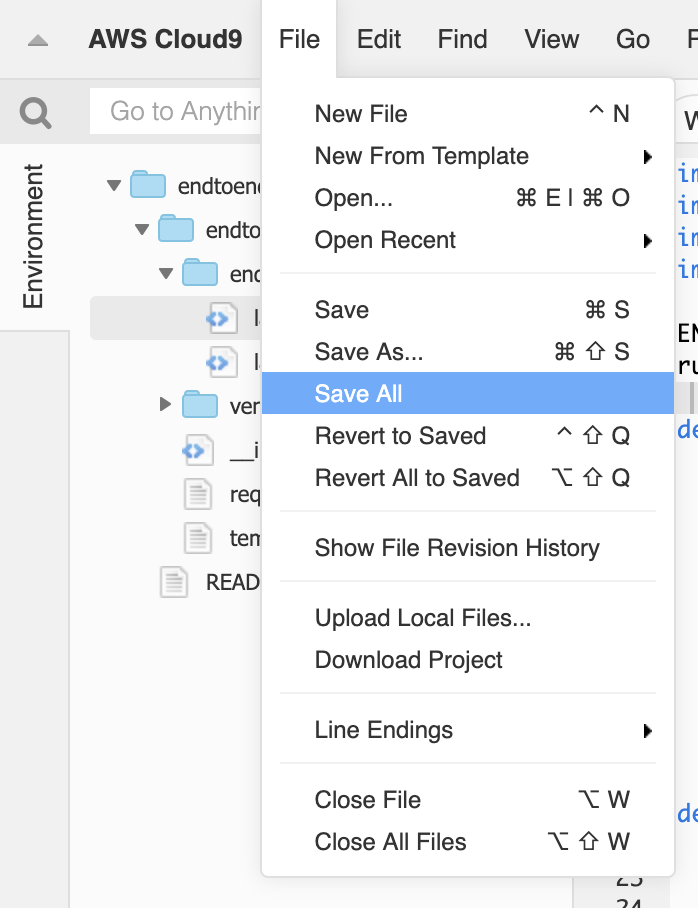 AWS Cloud9 File Edit Find View Go
Go to Anythin
New File ^ N
New From Template
Open... ⌘ E | ⌘ O
Open Recent
Save ⌘ S
Save As... ⌘ ⇧ S
Save All
Revert to Saved ^ ⇧ Q
Revert All to Saved ⌥ ⇧ Q
Show File Revision History
Upload Local Files...
Download Project
Line Endings
Close File ⌥ W
Close All Files ⌥ ⇧ W
Environment
endtoen
endto
end
ven
__i
req
tem
READ
im
im
im
im
EN
ru
de
de
23
24